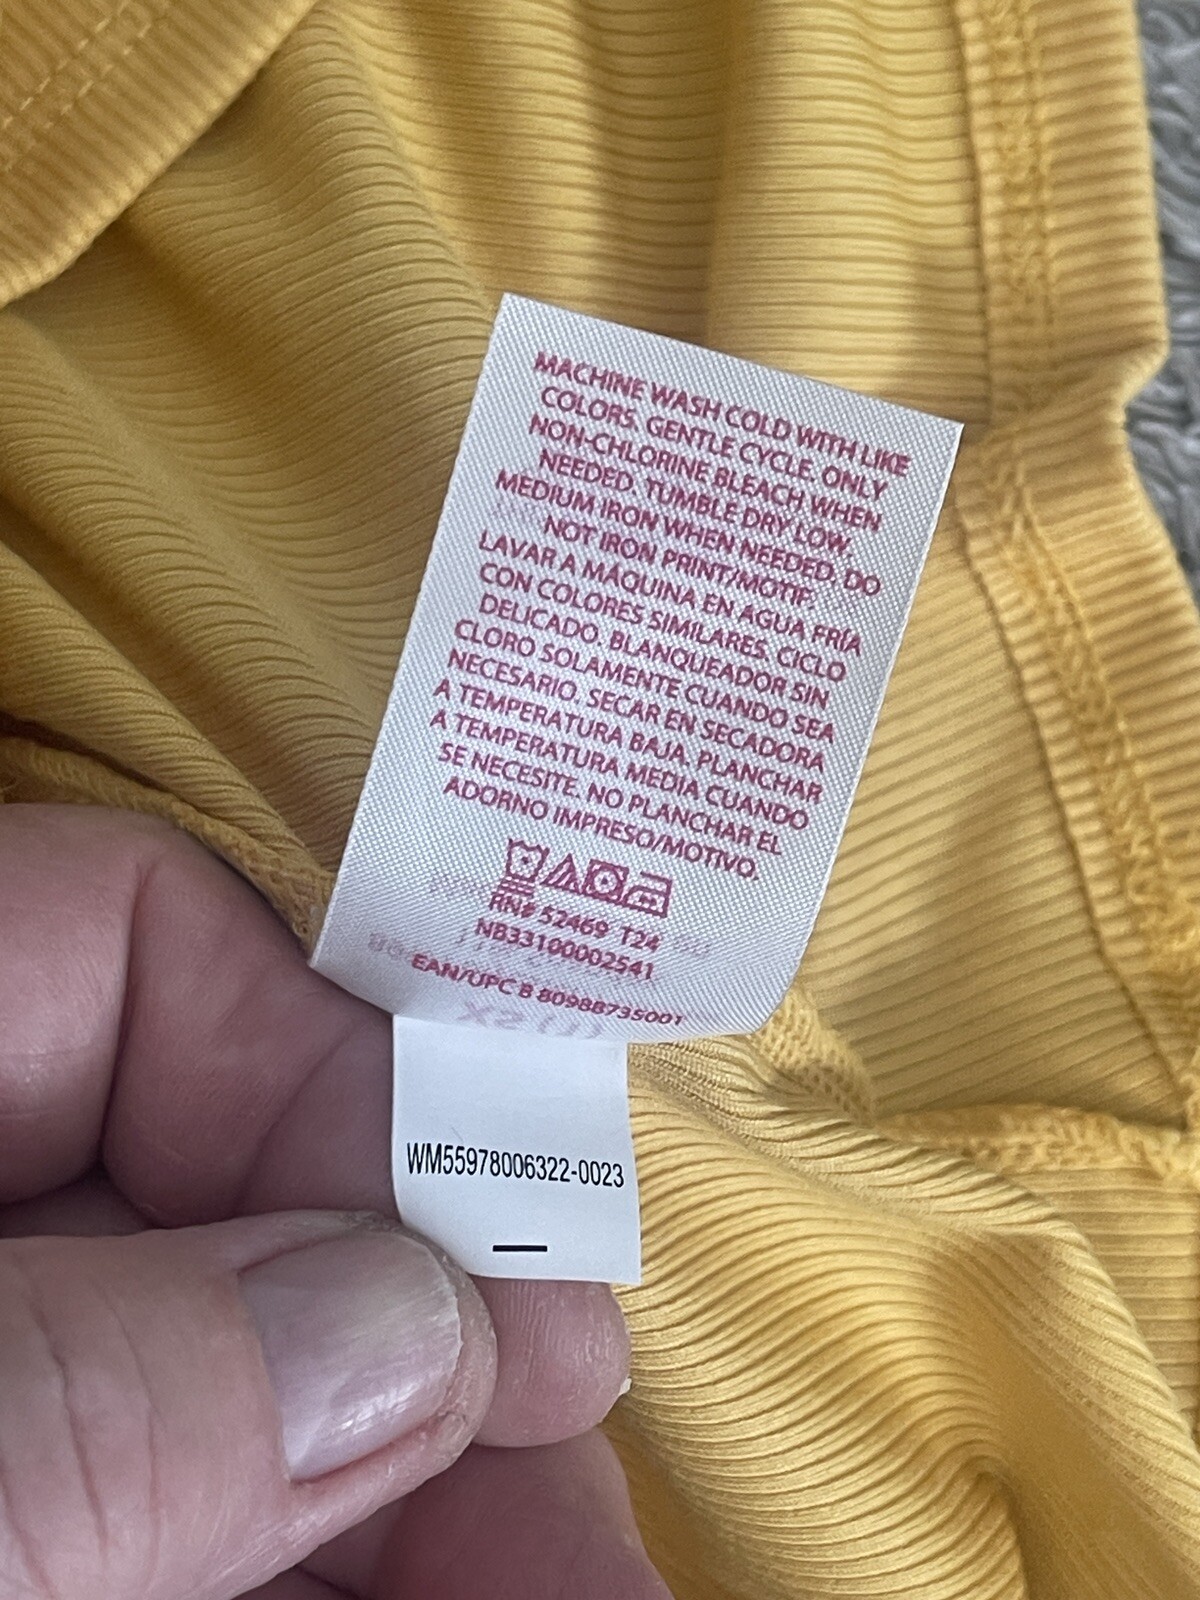 MACHINE WASH COLD WITH LIKE
COLORS. GENTLE CYCLE. ONLY
NON-CHLORINE BLEACH WHEN
NEEDED. TUMBLE DRY LOW.
MEDIUM IRON WHEN NEEDED. DO
NOT IRON PRINT/MOTIF.
LAVAR A MÁQUINA EN AGUA FRÍA
CON COLORES SIMILARES. CICLO
DELICADO. BLANQUEADOR SIN
CLORO SOLAMENTE CUANDO SEA
NECESARIO. SECAR EN SECADORA
A TEMPERATURA BAJA. PLANCHAR
A TEMPERATURA MEDIA CUANDO
SE NECESITE. NO PLANCHAR EL
ADORNO IMPRESO/MOTIVO.
RN# 52469 T24
NB33100002541
EAN/UPC B 80988735001
WM55978006322-0023